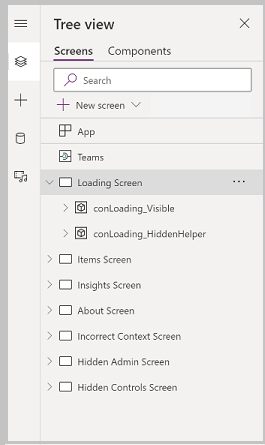 Tree view
Screens Components
Search
New screen
App
Teams
Loading Screen
conLoading_Visible
conLoading_HiddenHelper
Items Screen
Insights Screen
About Screen
Incorrect Context Screen
Hidden Admin Screen
Hidden Controls Screen